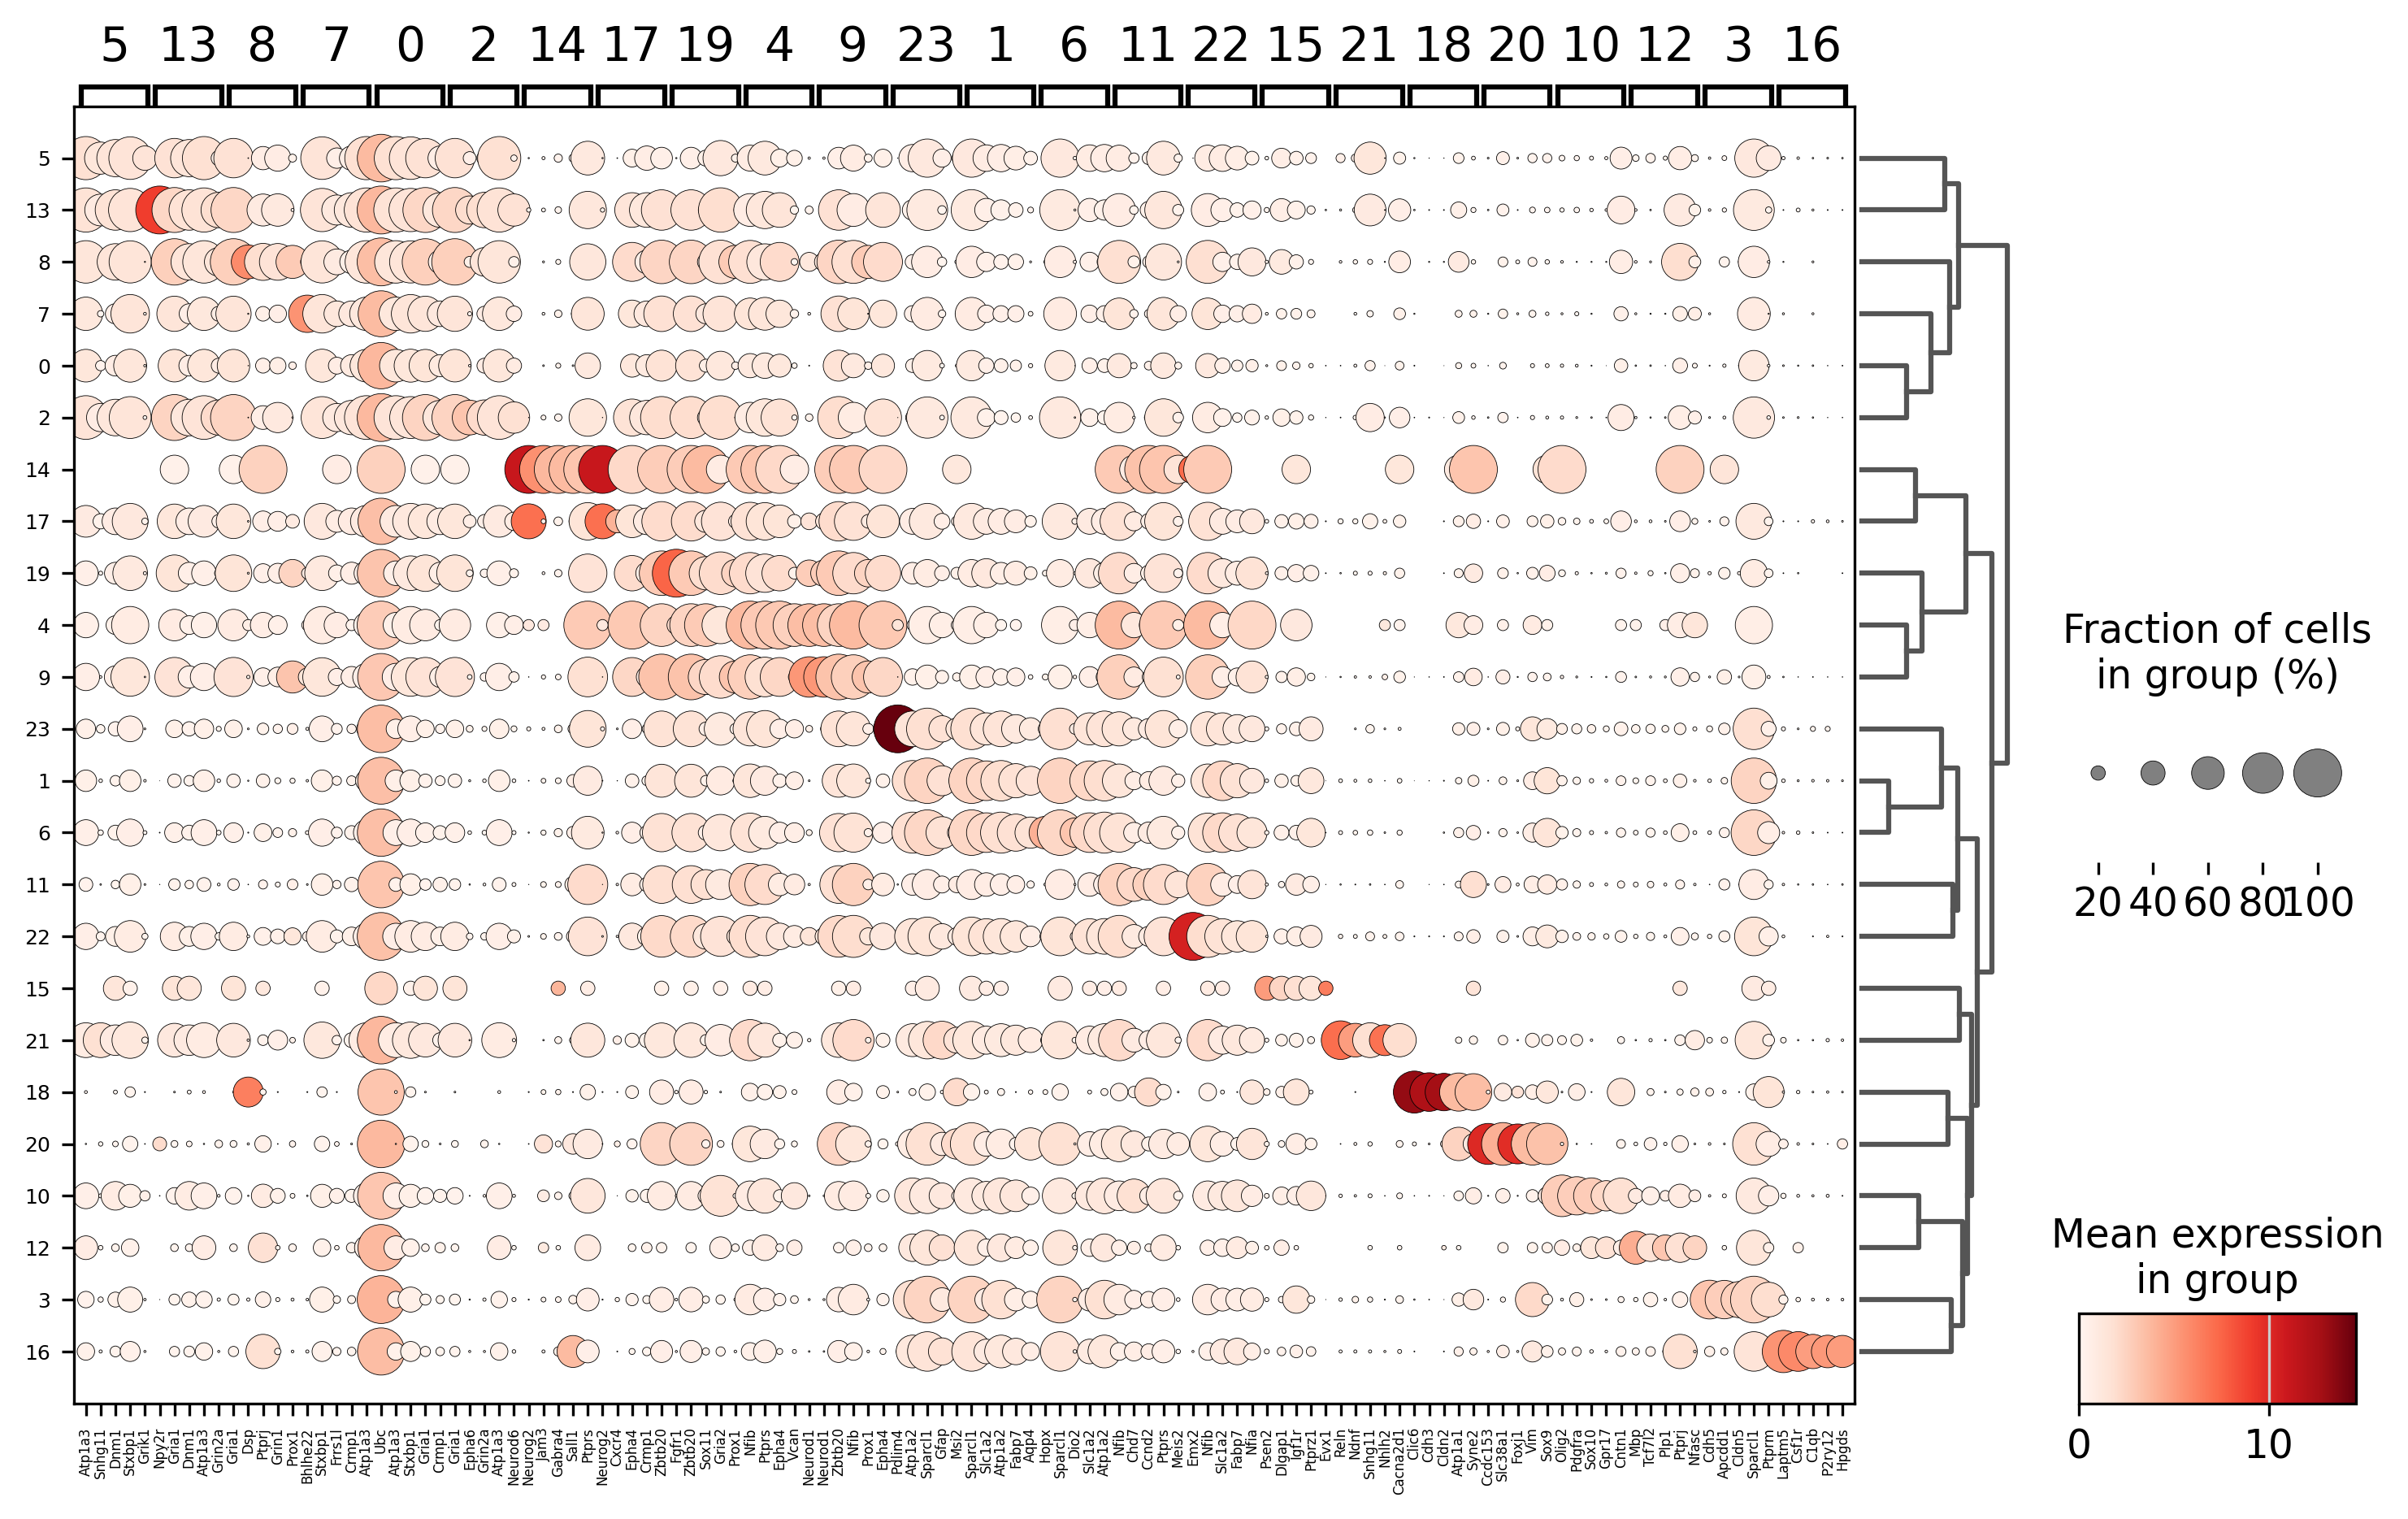 5 13 8 7 0 2 14 17 19 4 9 23 1 6 11 22 15 21 18 20 10 12 3 16
5
13
8
7
0
2
14
17
19
4
9
23
1
6
11
22
15
21
18
20
10
12
3
16
Atp1a3
Snhg11
Dnm1
Stxbp1
Grik1
Npy2r
Gria1
Dnm1
Atp1a3
Grin2a
Gria1
Dsp
Ptprj
Grin1
Prox1
Bhlhe22
Stxbp1
Frrs1l
Crmp1
Atp1a3
Ubc
Atp1a3
Stxbp1
Gria1
Crmp1
Gria1
Epha6
Grin2a
Atp1a3
Neurod6
Neurog2
Jam3
Gabra4
Sall1
Ptprs
Neurog2
Cxcr4
Epha4
Crmp1
Zbtb20
Fgfr1
Zbtb20
Sox11
Gria2
Prox1
Nfib
Ptprs
Epha4
Vcan
Neurod1
Neurod1
Zbtb20
Nfib
Prox1
Epha4
Pdlim4
Atp1a2
Sparcl1
Gfap
Msi2
Sparcl1
Slc1a2
Atp1a2
Fabp7
Aqp4
Hopx
Sparcl1
Dio2
Slc1a2
Atp1a2
Nfib
Chd7
Ccnd2
Ptprs
Meis2
Emx2
Nfib
Slc1a2
Fabp7
Nfia
Psen2
Dlgap1
Igf1r
Ptprz1
Evx1
Reln
Ndnf
Snhg11
Nhlh2
Cacna2d1
Clic6
Cdh3
Cldn2
Atp1a1
Syne2
Ccdc153
Slc38a1
Foxj1
Vim
Sox9
Olig2
Pdgfra
Sox10
Gpr17
Cntn1
Mbp
Tcf7l2
Plp1
Ptprj
Nfasc
Cdh5
Apcdd1
Cldn5
Sparcl1
Ptprm
Laptm5
Csf1r
C1qb
P2ry12
Hpgds
Fraction of cells
in group (%)
20 40 60 80 100
Mean expression
in group
0 10